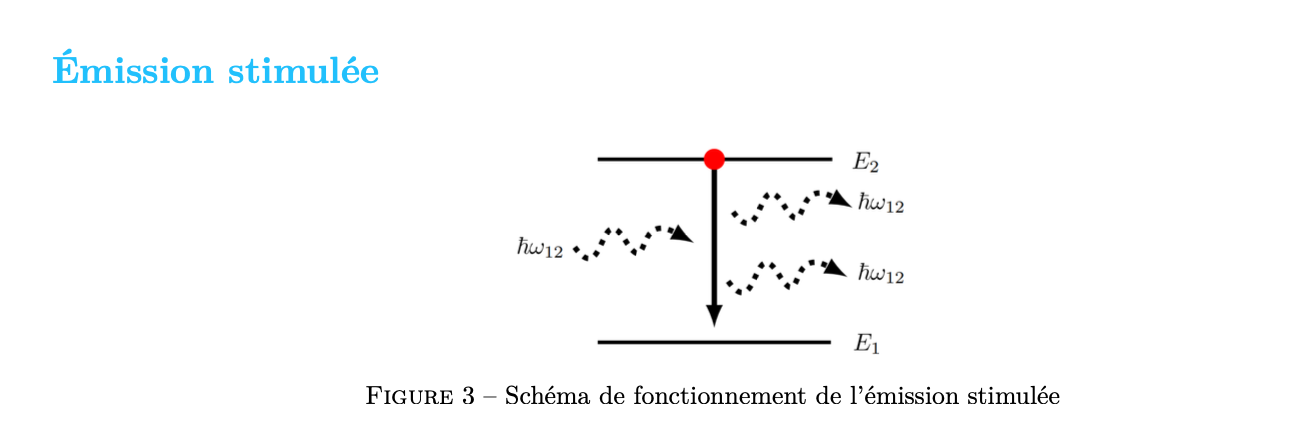 Émission stimulée
E₂
ħω₁₂
ħω₁₂
ħω₁₂
E₁
FIGURE 3 – Schéma de fonctionnement de l'émission stimulée